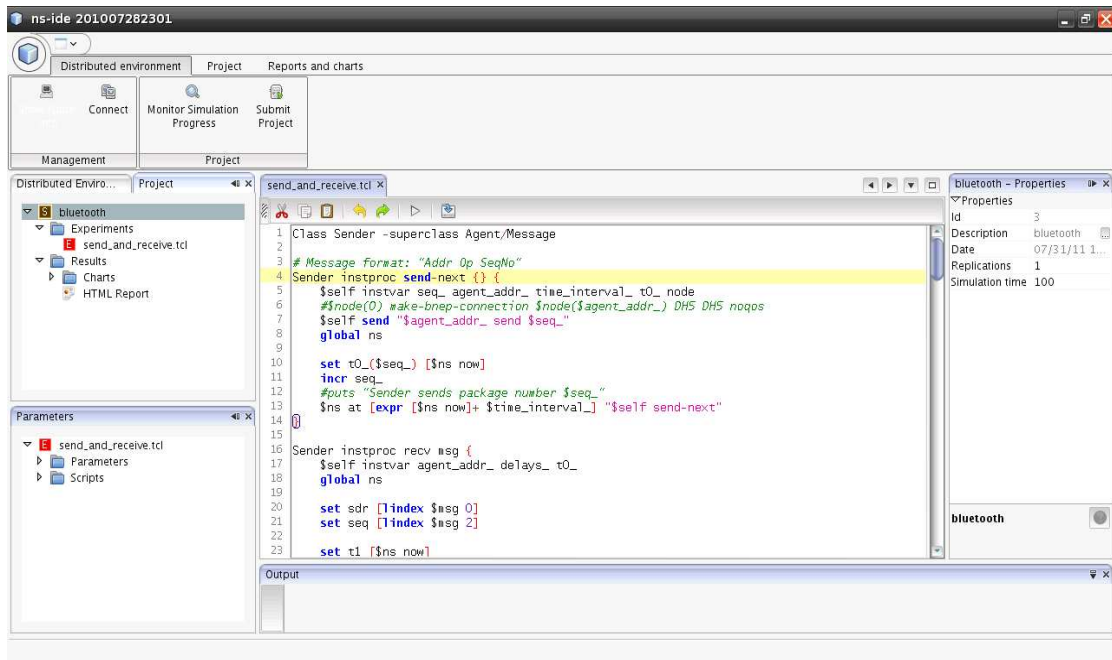 ns-ide 201007282301
Distributed environment Project Reports and charts
Connect
Monitor Simulation Progress
Submit Project
Management Project
Distributed Enviro... Project
bluetooth
Experiments
send_and_receive.tcl
Results
Charts
HTML Report
Parameters
send_and_receive.tcl
Parameters
Scripts
send_and_receive.tcl
1 Class Sender -superclass Agent/Message
2
3 # Message format: "Addr Op SeqNo"
4 Sender instproc send-next {} {
5 $self instvar seq_ agent_addr_ time_interval_ t0_ node
6 #$node(0) make-bnep-connection $node($agent_addr_) DH5 DH5 noqos
7 $self send "$agent_addr_ send $seq_"
8 global ns
9
10 set t0_($seq_) [$ns now]
11 incr seq_
12 #puts "Sender sends package number $seq_"
13 $ns at [expr [$ns now]+ $time_interval_] "$self send-next"
14 }
15
16 Sender instproc recv msg {
17 $self instvar agent_addr_ delays_ t0_
18 global ns
19
20 set sdr [lindex $msg 0]
21 set seq [lindex $msg 2]
22
23 set t1 [$ns now]
Output
bluetooth - Properties
Properties
Id 3
Description bluetooth
Date 07/31/11 1...
Replications 1
Simulation time 100
bluetooth